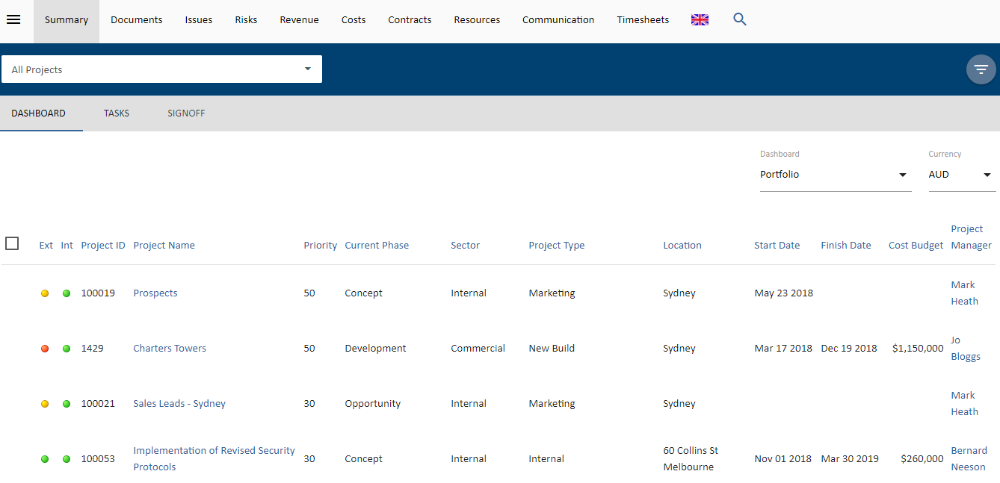 Summary Documents Issues Risks Revenue Costs Contracts Resources Communication Timesheets
All Projects
DASHBOARD TASKS SIGNOFF
Dashboard Currency
Portfolio AUD
Ext Int Project ID Project Name Priority Current Phase Sector Project Type Location Start Date Finish Date Cost Budget Project
Manager
100019 Prospects 50 Concept Internal Marketing Sydney May 23 2018 Mark
Heath
1429 Charters Towers 50 Development Commercial New Build Sydney Mar 17 2018 Dec 19 2018 $1,150,000 Jo
Bloggs
100021 Sales Leads - Sydney 30 Opportunity Internal Marketing Sydney Mark
Heath
100053 Implementation of Revised Security 30 Concept Internal Internal 60 Collins St Nov 01 2018 Mar 30 2019 $260,000 Bernard
Protocols Melbourne Neeson